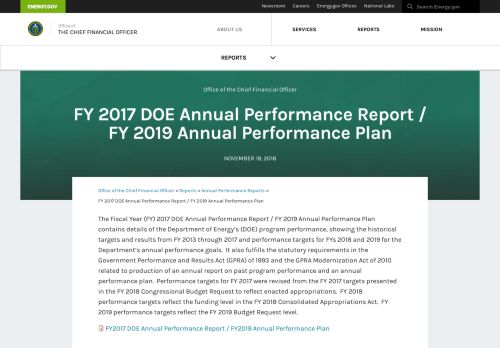 ENERGY.GOV
Newsroom Careers Energy.gov Offices National Labs Search Energy.gov
Office of
THE CHIEF FINANCIAL OFFICER
ABOUT US SERVICES REPORTS MISSION
REPORTS
Office of the Chief Financial Officer
FY 2017 DOE Annual Performance Report /
FY 2019 Annual Performance Plan
NOVEMBER 19, 2018
Office of the Chief Financial Officer » Reports » Annual Performance Reports »
FY 2017 DOE Annual Performance Report / FY 2019 Annual Performance Plan
The Fiscal Year (FY) 2017 DOE Annual Performance Report / FY 2019 Annual Performance Plan
contains details of the Department of Energy's (DOE) program performance, showing the historical
targets and results from FY 2013 through 2017 and performance targets for FYs 2018 and 2019 for the
Department's annual performance goals. It also fulfills the statutory requirements in the
Government Performance and Results Act (GPRA) of 1993 and the GPRA Modernization Act of 2010
related to production of an annual report on past program performance and an annual
performance plan. Performance targets for FY 2017 were revised from the FY 2017 targets presented
in the FY 2018 Congressional Budget Request to reflect enacted appropriations. FY 2018
performance targets reflect the funding level in the FY 2018 Consolidated Appropriations Act. FY
2019 performance targets reflect the FY 2019 Budget Request level.
FY2017 DOE Annual Performance Report / FY2019 Annual Performance Plan